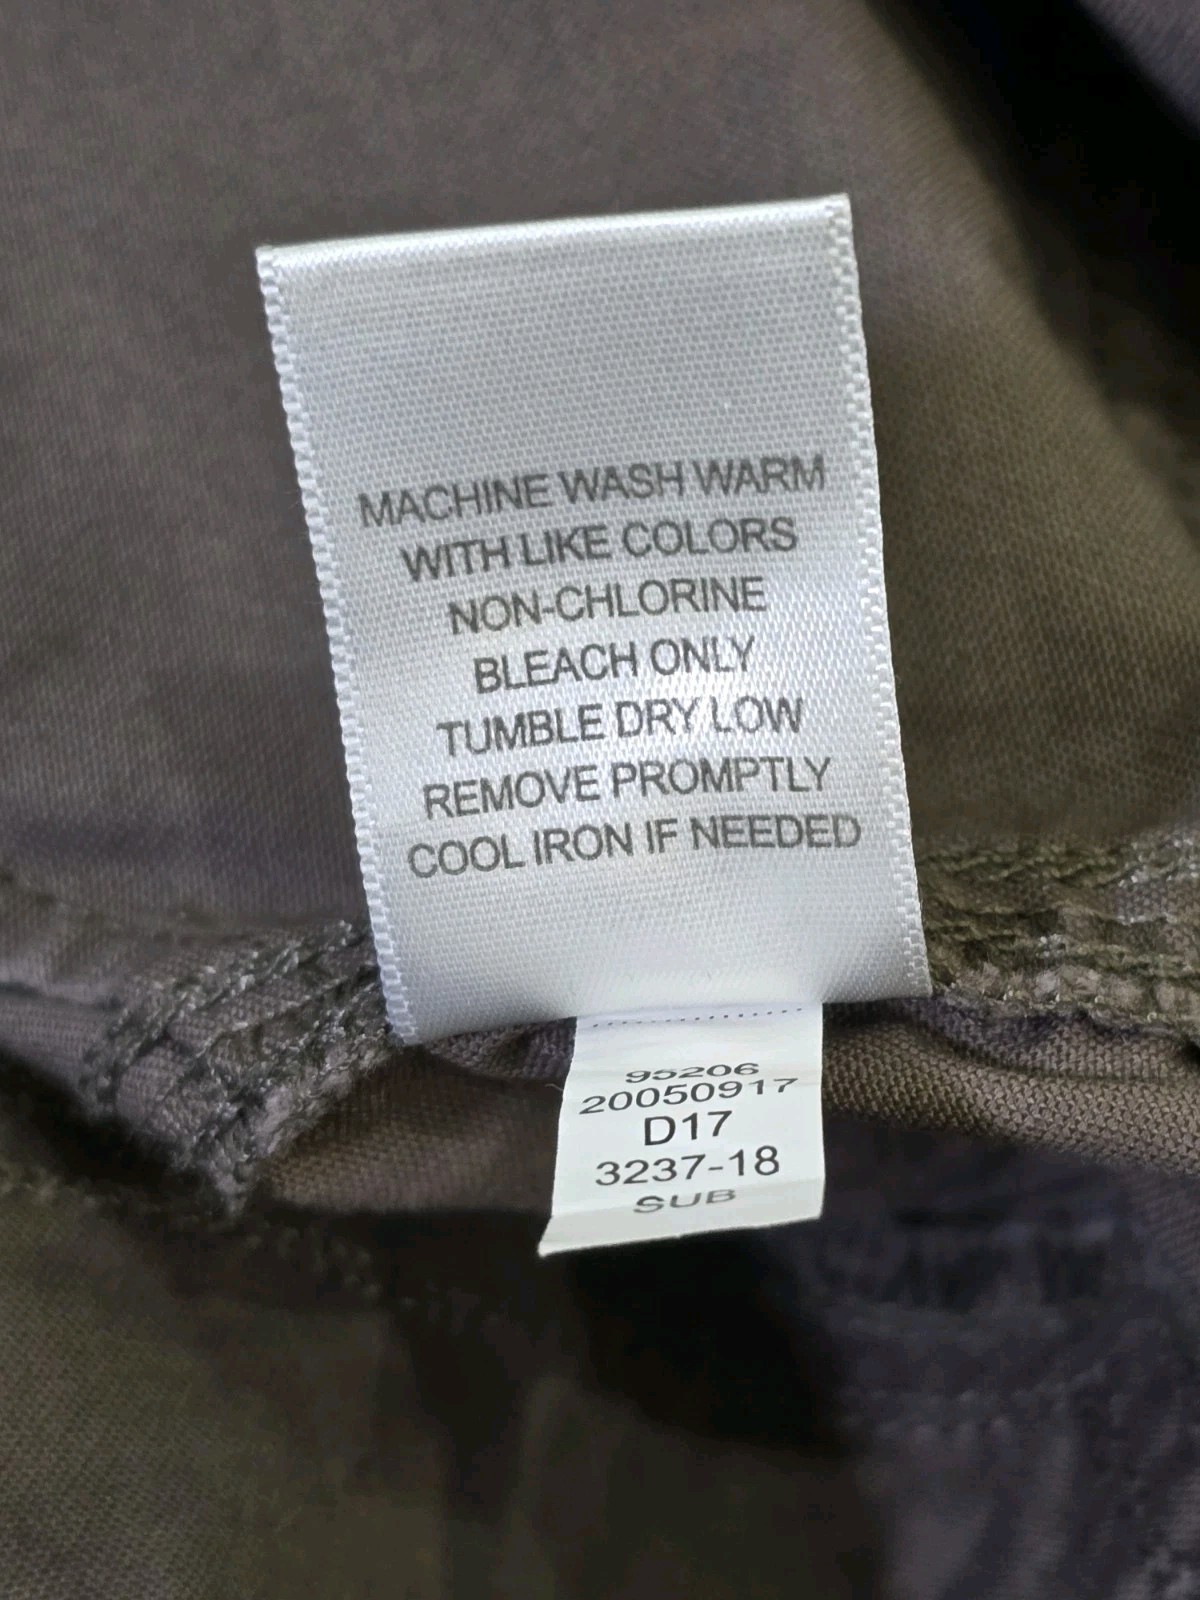 MACHINE WASH WARM
WITH LIKE COLORS
NON-CHLORINE
BLEACH ONLY
TUMBLE DRY LOW
REMOVE PROMPTLY
COOL IRON IF NEEDED
95206
20050917
D17
3237-18
SUB